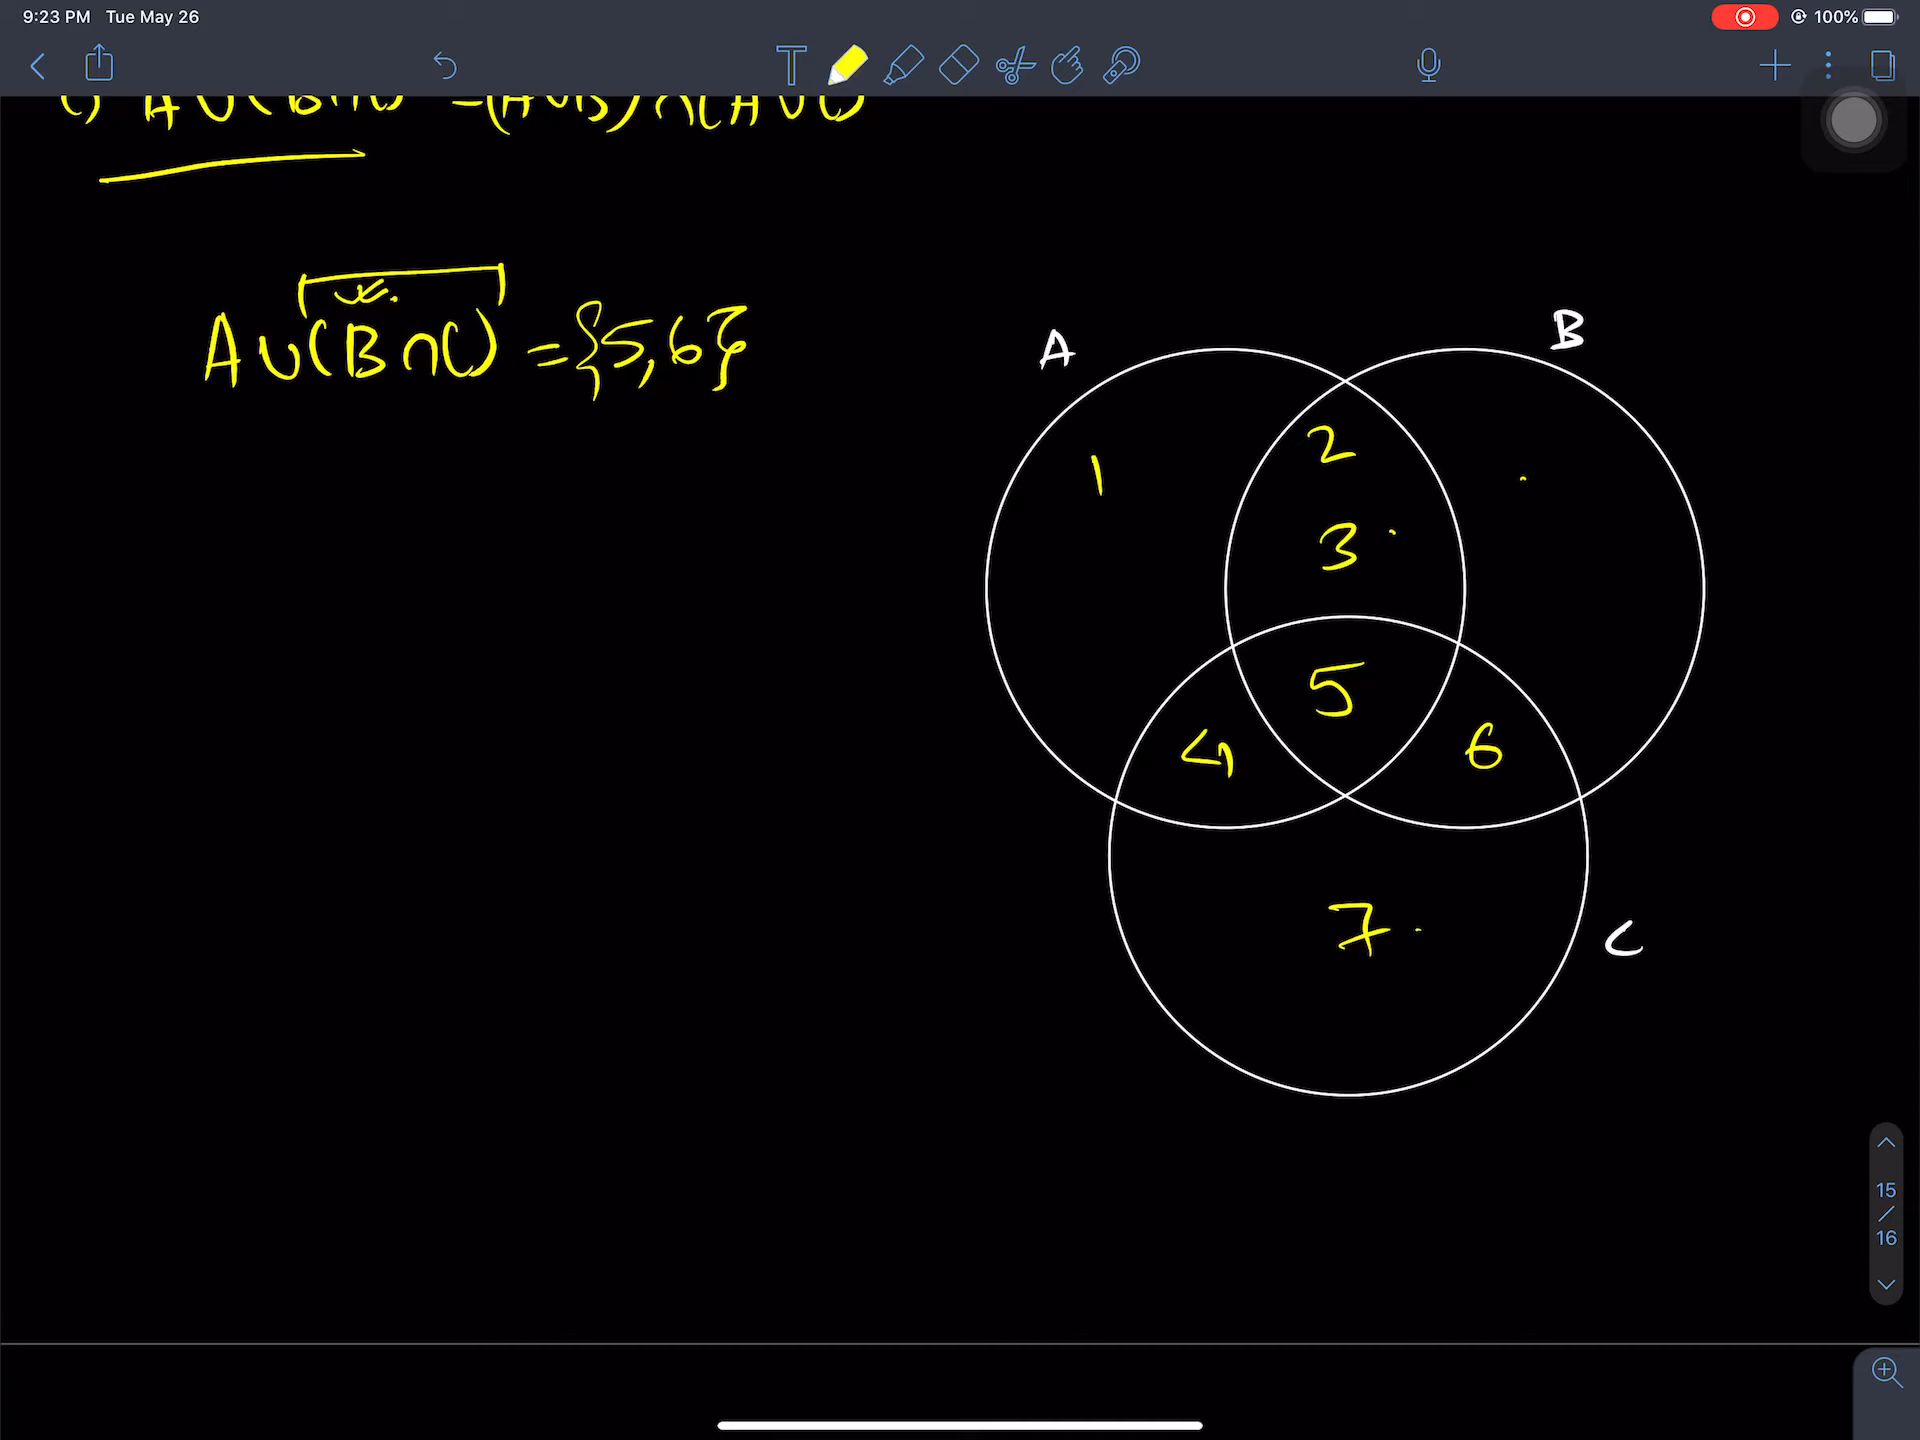 9:23 PM Tue May 26
100%
T
A∪(B∩C) =(A∪B)∩(A∪C)
A∪(B∩C) ={5,6}
A
B
1
2
3
5
4
6
7
C
15
/
16